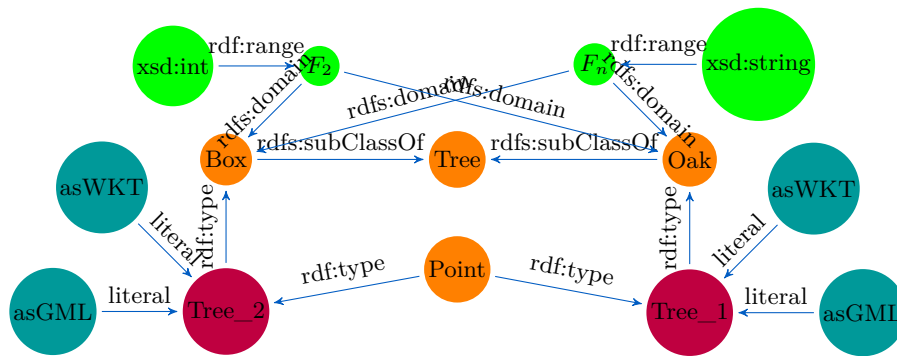 xsd:int
rdf:range
F2
Fn
rdf:range
xsd:string
rdfs:domain
rdfs:domain
rdfs:domain
rdfs:domain
Box
rdfs:subClassOf
Tree
rdfs:subClassOf
Oak
asWKT
asWKT
literal
rdf:type
rdf:type
literal
asGML
literal
Tree_2
rdf:type
Point
rdf:type
Tree_1
literal
asGML